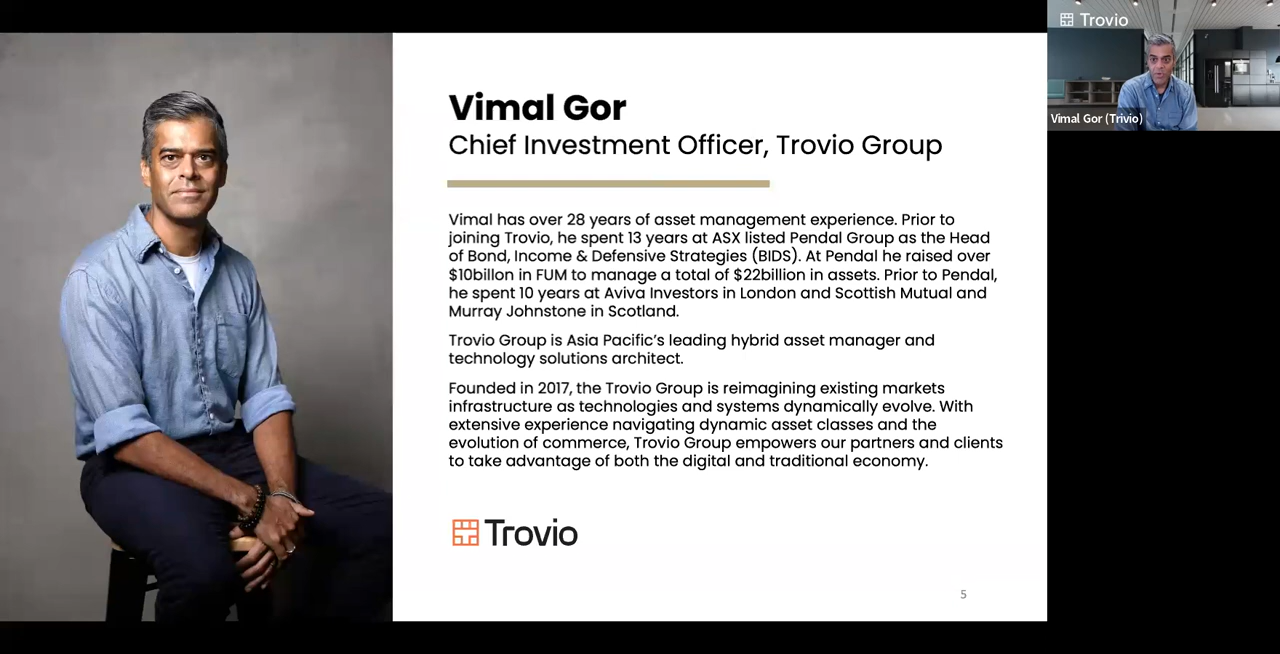 Vimal Gor
Chief Investment Officer, Trovio Group
Vimal has over 28 years of asset management experience. Prior to
joining Trovio, he spent 13 years at ASX listed Pendal Group as the Head
of Bond, Income & Defensive Strategies (BIDS). At Pendal he raised over
$10billon in FUM to manage a total of $22billion in assets. Prior to Pendal,
he spent 10 years at Aviva Investors in London and Scottish Mutual and
Murray Johnstone in Scotland.
Trovio Group is Asia Pacific’s leading hybrid asset manager and
technology solutions architect.
Founded in 2017, the Trovio Group is reimagining existing markets
infrastructure as technologies and systems dynamically evolve. With
extensive experience navigating dynamic asset classes and the
evolution of commerce, Trovio Group empowers our partners and clients
to take advantage of both the digital and traditional economy.
Trovio
5
Trovio
Vimal Gor (Trivio)